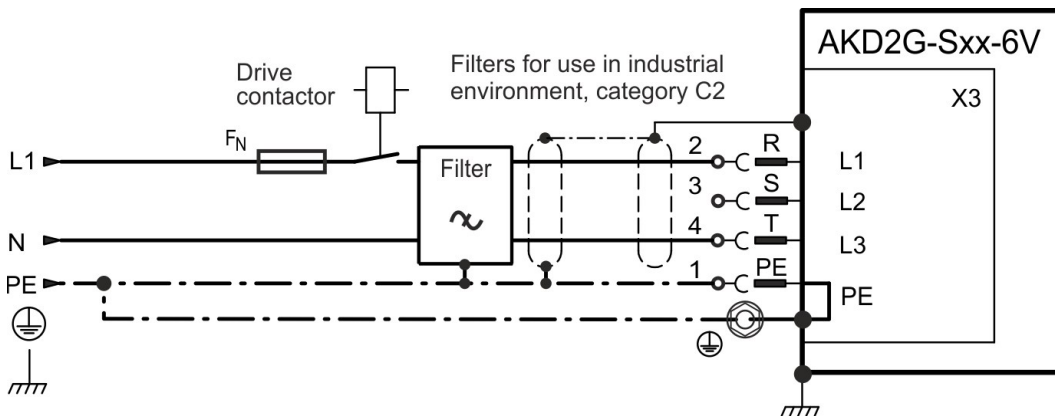 AKD2G-Sxx-6V
Drive
contactor
Filters for use in industrial
environment, category C2
X3
L1
FN
Filter
2
R
L1
3
S
L2
N
4
T
L3
PE
1
PE
PE